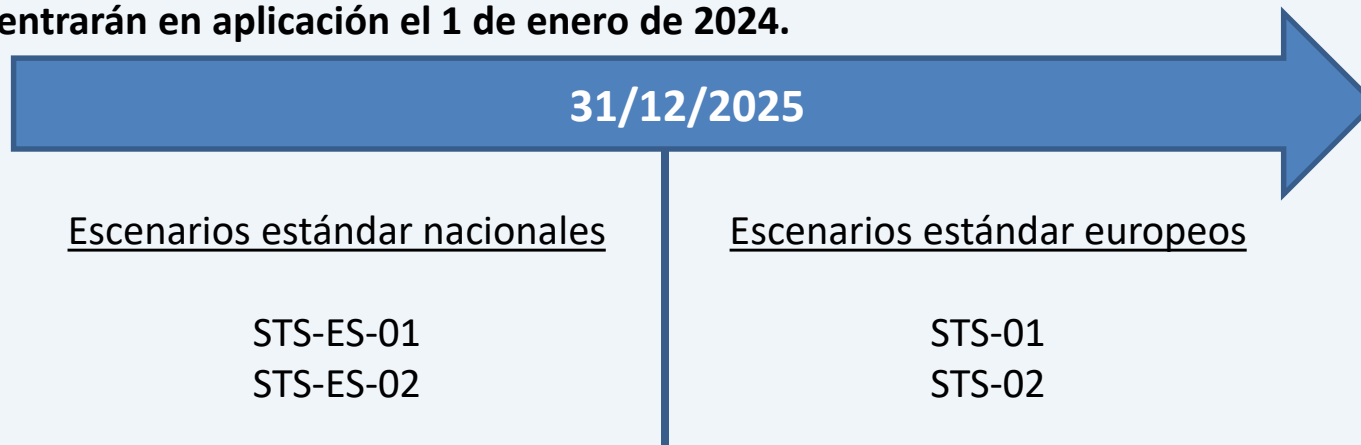 entrarán en aplicación el 1 de enero de 2024.
31/12/2025
Escenarios estándar nacionales
STS-ES-01
STS-ES-02
Escenarios estándar europeos
STS-01
STS-02